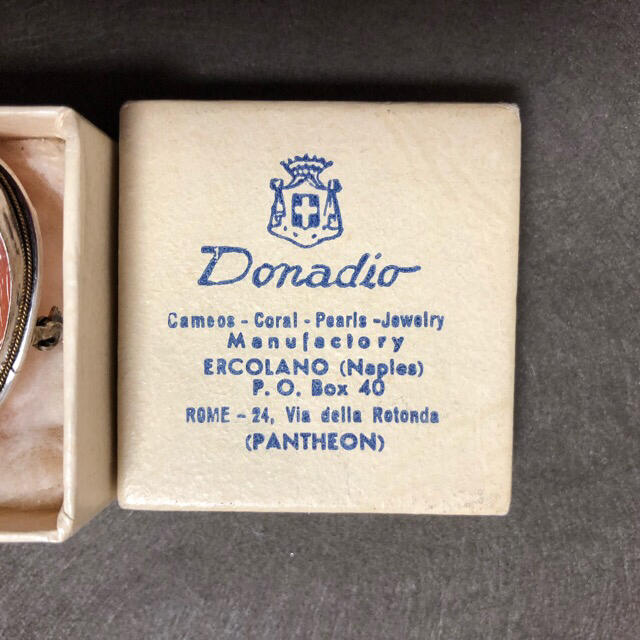 Donadio
Cameos - Coral - Pearls - Jewelry
Manufactory
ERCOLANO (Naples)
P. O. Box 40
ROME - 24, Via della Rotonda
(PANTHEON)